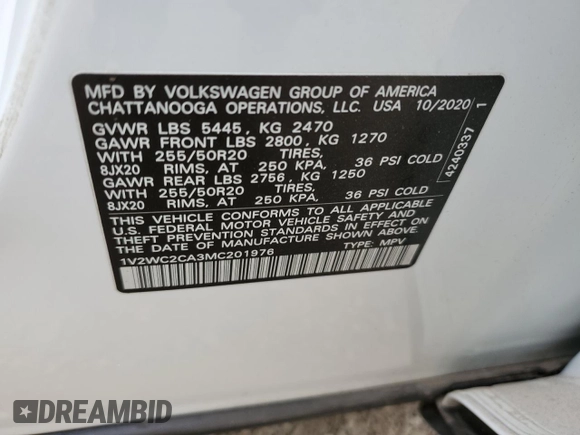 MFD BY VOLKSWAGEN GROUP OF AMERICA
CHATTANOOGA OPERATIONS, LLC. USA 10/2020
GVWR LBS 5445, KG 2470
GAWR FRONT LBS 2800, KG 1270
WITH 255/50R20 TIRES,
8JX20 RIMS, AT 250 KPA, 36 PSI COLD
GAWR REAR LBS 2756, KG 1250
WITH 255/50R20 TIRES,
8JX20 RIMS, AT 250 KPA, 36 PSI COLD
THIS VEHICLE CONFORMS TO ALL APPLICABLE
U.S. FEDERAL MOTOR VEHICLE SAFETY AND
THEFT PREVENTION STANDARDS IN EFFECT ON THE
DATE OF MANUFACTURE SHOWN ABOVE.
1V2WC2CA3MC201976 TYPE: MPV
4240337 1
DREAMBID